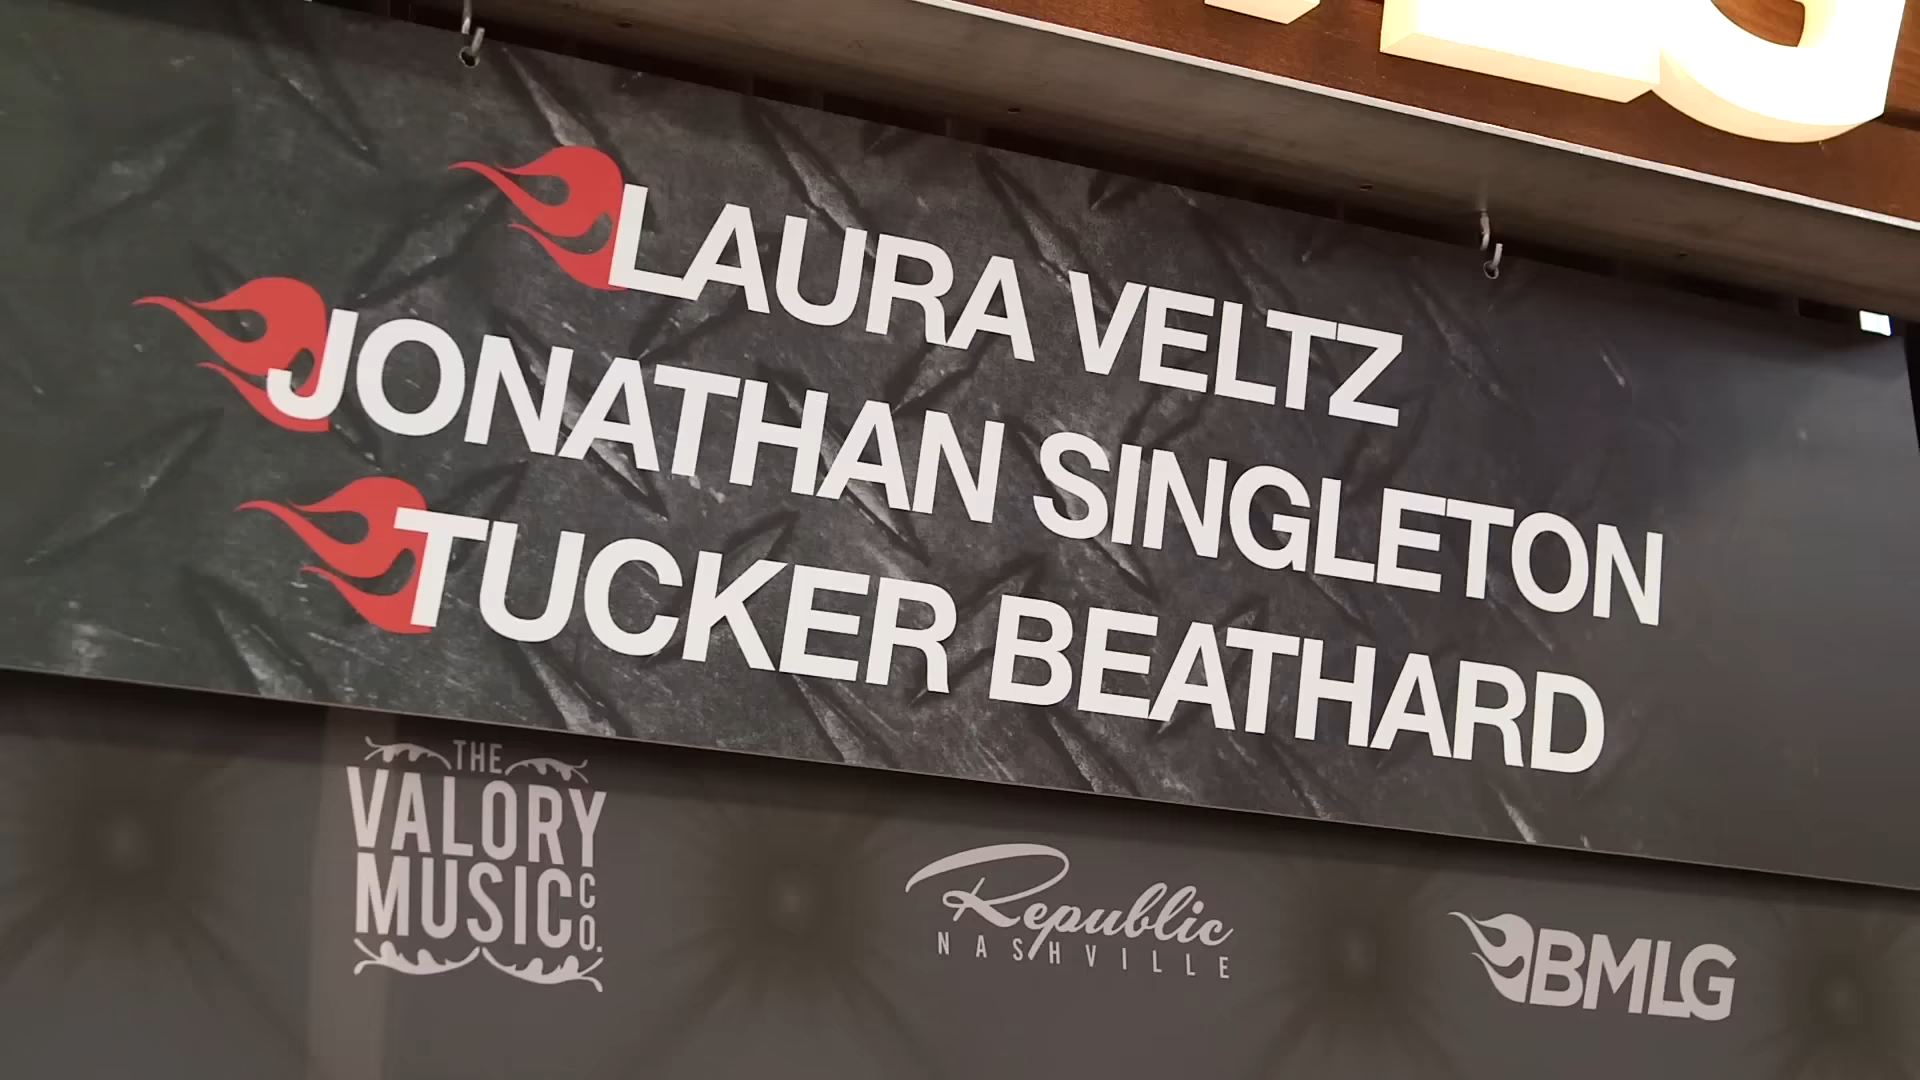 LAURA VELTZ
JONATHAN SINGLETON
TUCKER BEATHARD
THE
VALORY
MUSIC CO.
Republic
NASHVILLE
BMLG